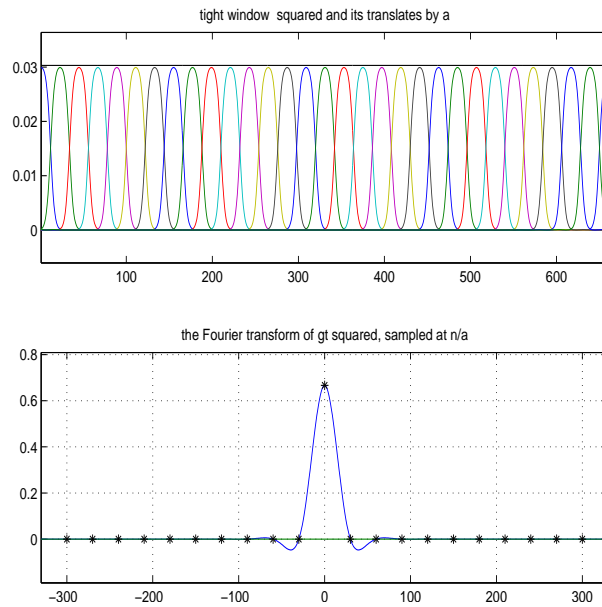 tight window squared and its translates by a
0.03
0.02
0.01
0
100 200 300 400 500 600
the Fourier transform of gt squared, sampled at n/a
0.8
0.6
0.4
0.2
0
−300 −200 −100 0 100 200 300